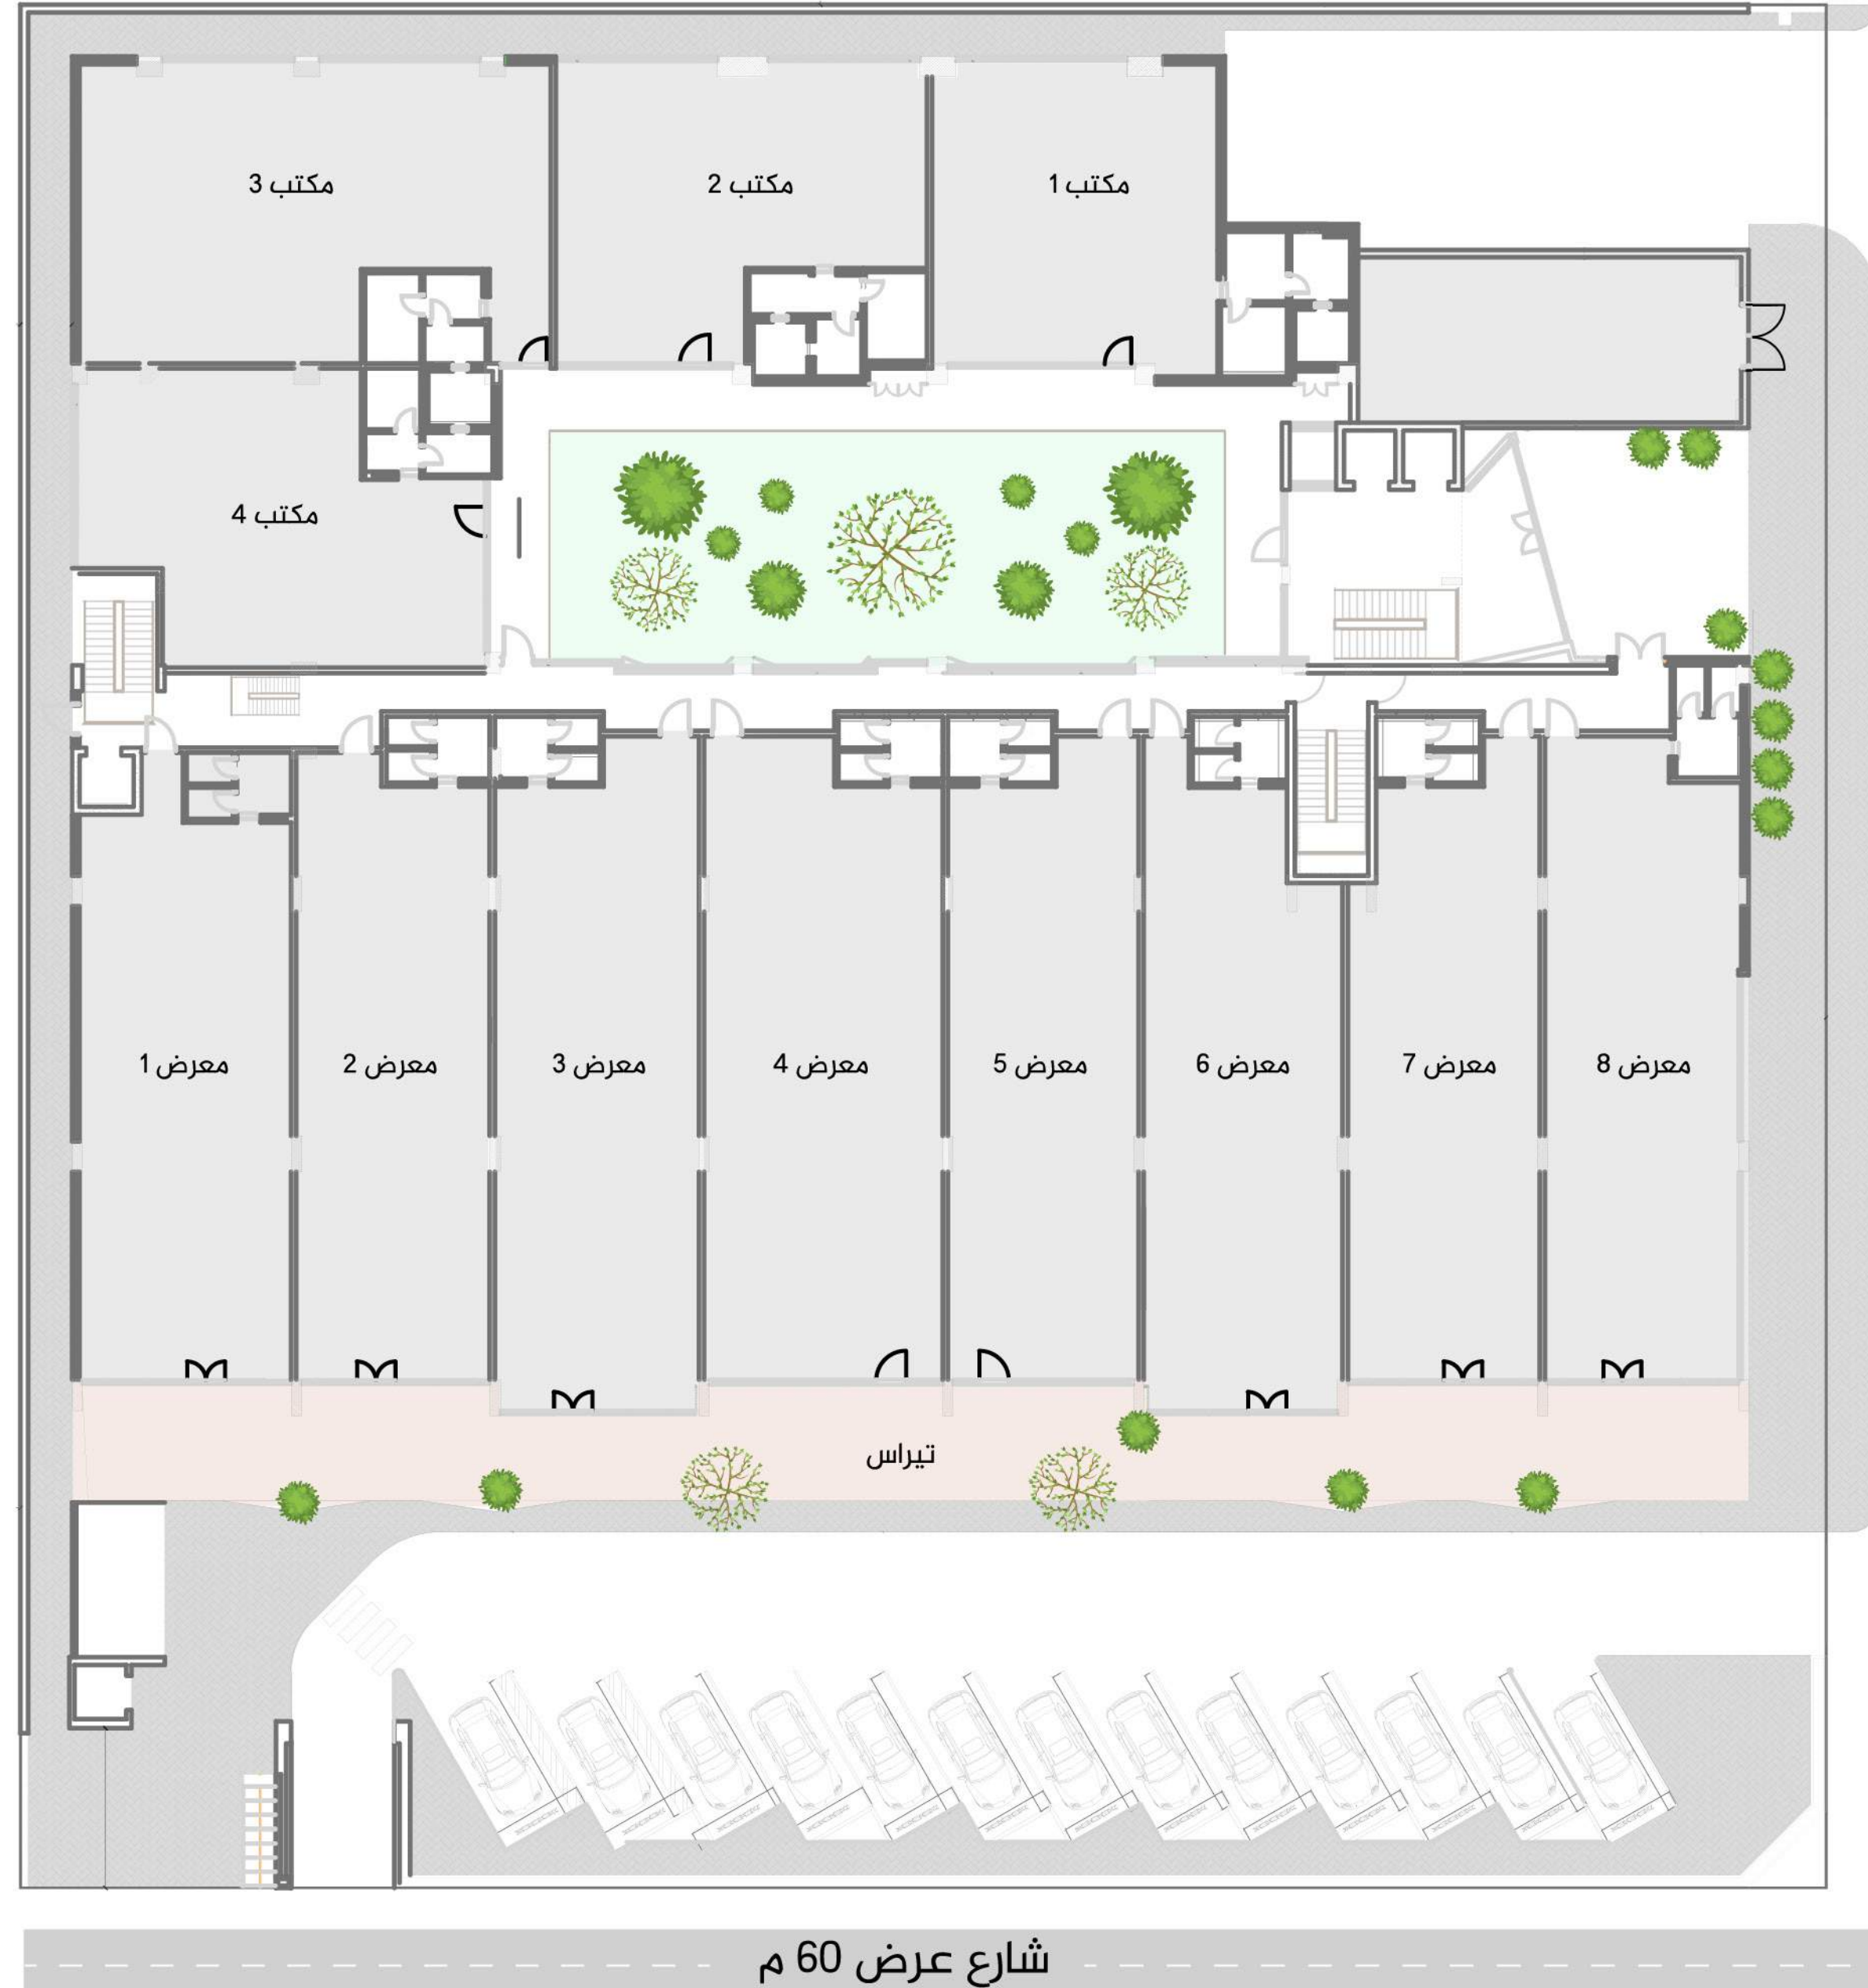 مكتب 1
مكتب 2
مكتب 3
مكتب 4
معرض 1
معرض 2
معرض 3
معرض 4
معرض 5
معرض 6
معرض 7
معرض 8
تيراس
شارع عرض 60 م